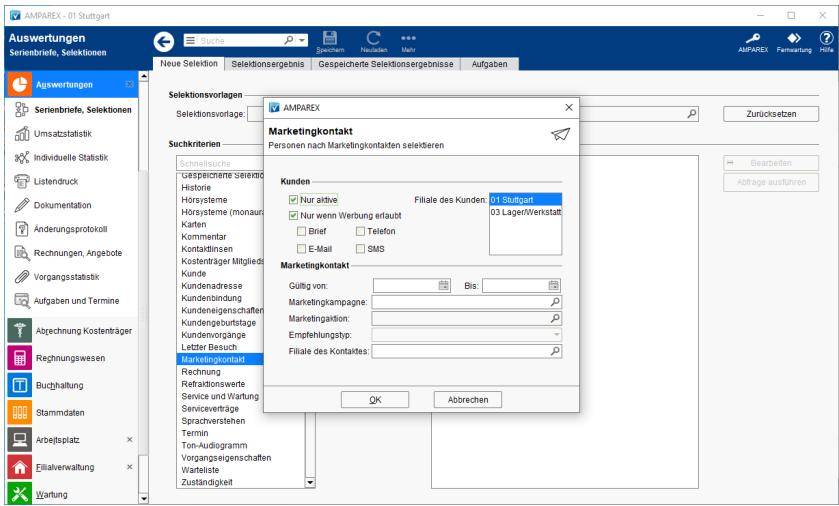 AMPAREX - 01 Stuttgart
Auswertungen
Serienbriefe, Selektionen
Suche
Speichern
Neuladen
Mehr
AMPAREX
Fernwartung
Hilfe
Neue Selektion
Selektionsergebnis
Gespeicherte Selektionsergebnisse
Aufgaben
Auswertungen
Serienbriefe, Selektionen
Umsatzstatistik
Individuelle Statistik
Listendruck
Dokumentation
Änderungsprotokoll
Rechnungen, Angebote
Vorgangsstatistik
Aufgaben und Termine
Abrechnung Kostenträger
Rechnungswesen
Buchhaltung
Stammdaten
Arbeitsplatz
Filialverwaltung
Wartung
Selektionsvorlagen
Selektionsvorlage:
Zurücksetzen
Suchkriterien
Schnellsuche
Historie
Hörsysteme
Karten
Kommentar
Kontaktlinsen
Kunde
Kundenadresse
Kundenbindung
Kundeneigenschaften
Kundengeburtstage
Kundenvorgänge
Letzter Besuch
Marketingkontakt
Rechnung
Refraktionswerte
Service und Wartung
Serviceverträge
Sprachverstehen
Termin
Ton-Audiogramm
Vorgangseigenschaften
Warteliste
Zuständigkeit
Bearbeiten
Abfrage ausführen
AMPAREX
Marketingkontakt
Personen nach Marketingkontakten selektieren
Kunden
Nur aktive
Filiale des Kunden:
01 Stuttgart
03 Lager/Werkstatt
Nur wenn Werbung erlaubt
Brief
Telefon
E-Mail
SMS
Marketingkontakt
Gültig von:
Bis:
Marketingkampagne:
Marketingaktion:
Empfehlungstyp:
Filiale des Kontaktes:
OK
Abbrechen